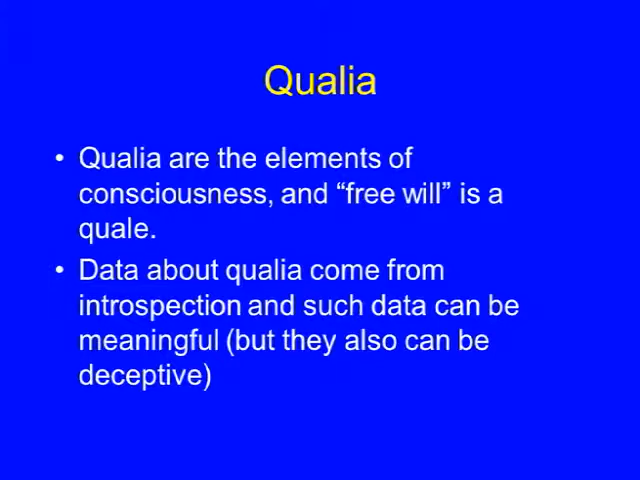 Qualia
• Qualia are the elements of
consciousness, and “free will” is a
quale.
• Data about qualia come from
introspection and such data can be
meaningful (but they also can be
deceptive)